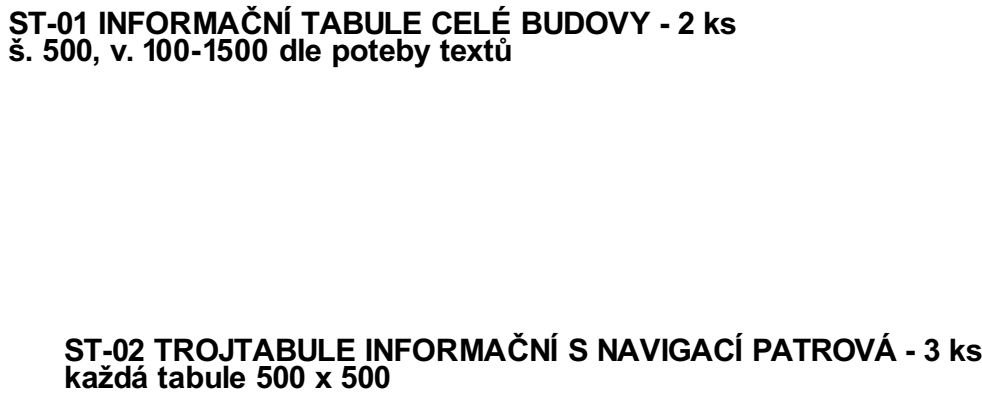 ST-01 INFORMAČNÍ TABULE CELÉ BUDOVY - 2 ks
š. 500, v. 100-1500 dle poteby textů
ST-02 TROJTABULE INFORMAČNÍ S NAVIGACÍ PATROVÁ - 3 ks
každá tabule 500 x 500